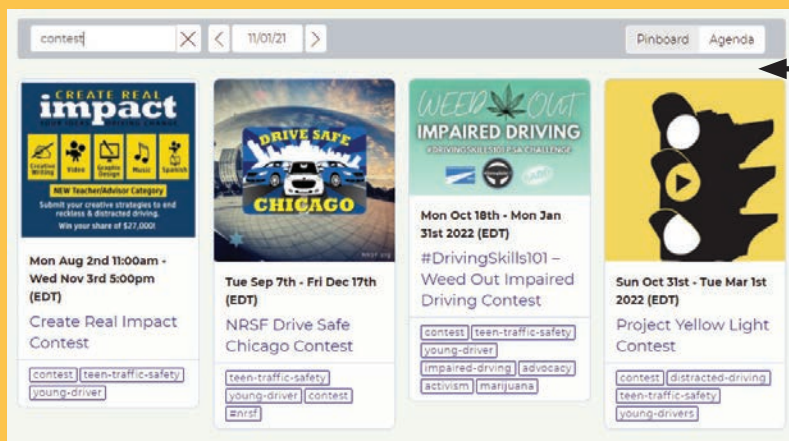 contest
11/01/21
Pinboard Agenda
CREATE REAL
impact
Creative Writing
Video
Graphic Design
Music
Spanish
NEW Teacher/Advisor Category
Submit your creative strategies to end
reckless & distracted driving.
Win your share of $27,000!
Mon Aug 2nd 11:00am -
Wed Nov 3rd 5:00pm
(EDT)
Create Real Impact
Contest
contest teen-traffic-safety
young-driver
DRIVE SAFE
CHICAGO
NRSF.org
Tue Sep 7th - Fri Dec 17th
(EDT)
NRSF Drive Safe
Chicago Contest
teen-traffic-safety
young-driver contest
#nrsf
WEED OUT
IMPAIRED DRIVING
#DRIVINGSKILLS101 PSA CHALLENGE
Mon Oct 18th - Mon Jan
31st 2022 (EDT)
#DrivingSkills101 –
Weed Out Impaired
Driving Contest
contest teen-traffic-safety
young-driver
impaired-drving advocacy
activism marijuana
Sun Oct 31st - Tue Mar 1st
2022 (EDT)
Project Yellow Light
Contest
contest distracted-driving
teen-traffic-safety
young-drivers